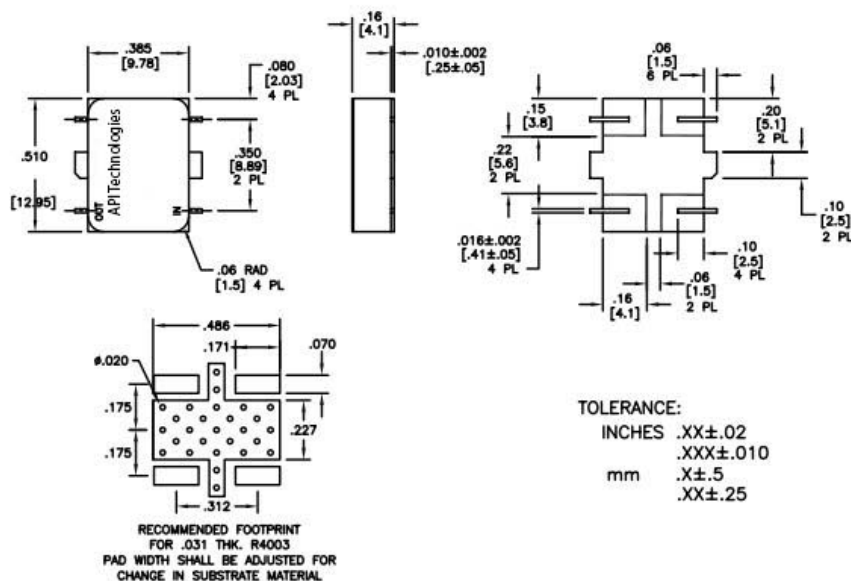 .385
[9.78]
.080
[2.03]
4 PL
.510
[12.95]
.350
[8.89]
2 PL
OUT
APITechnologies
IN
.06 RAD
[1.5] 4 PL
.16
[4.1]
.010±.002
[.25±.05]
.06
[1.5]
6 PL
.15
[3.8]
.20
[5.1]
2 PL
.22
[5.6]
2 PL
.10
[2.5]
2 PL
.016±.002
[.41±.05]
4 PL
.10
[2.5]
4 PL
.06
[1.5]
2 PL
.16
[4.1]
.486
.171
.070
ø.020
.175
.227
.175
.312
RECOMMENDED FOOTPRINT
FOR .031 THK. R4003
PAD WIDTH SHALL BE ADJUSTED FOR
CHANGE IN SUBSTRATE MATERIAL
TOLERANCE:
INCHES .XX±.02
.XXX±.010
mm .X±.5
.XX±.25